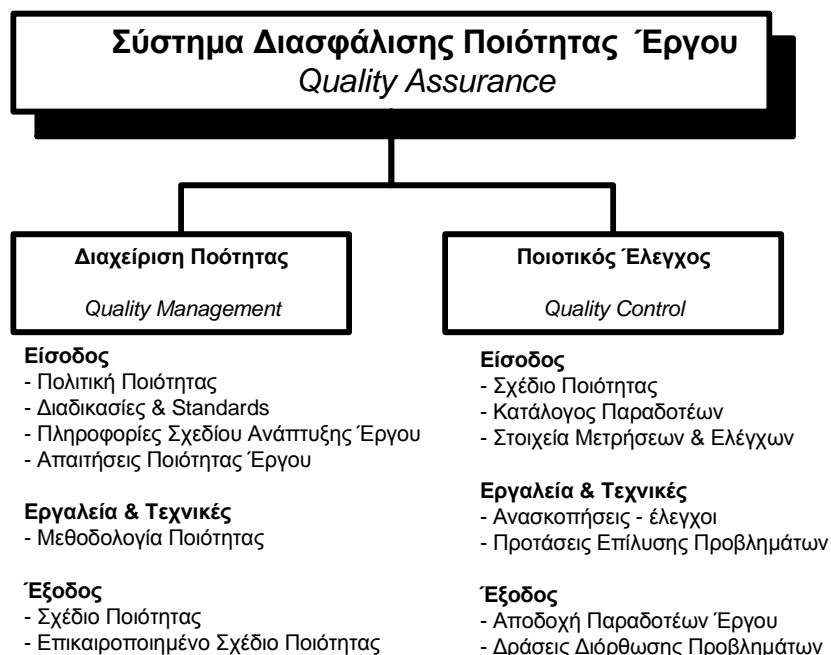 Σύστημα Διασφάλισης Ποιότητας Έργου
Quality Assurance
Διαχείριση Ποότητας
Quality Management
Είσοδος
- Πολιτική Ποιότητας
- Διαδικασίες & Standards
- Πληροφορίες Σχεδίου Ανάπτυξης Έργου
- Απαιτήσεις Ποιότητας Έργου
Εργαλεία & Τεχνικές
- Μεθοδολογία Ποιότητας
Έξοδος
- Σχέδιο Ποιότητας
- Επικαιροποιημένο Σχέδιο Ποιότητας
Ποιοτικός Έλεγχος
Quality Control
Είσοδος
- Σχέδιο Ποιότητας
- Κατάλογος Παραδοτέων
- Στοιχεία Μετρήσεων & Ελέγχων
Εργαλεία & Τεχνικές
- Ανασκοπήσεις - έλεγχοι
- Προτάσεις Επίλυσης Προβλημάτων
Έξοδος
- Αποδοχή Παραδοτέων Έργου
- Δράσεις Διόρθωσης Προβλημάτων